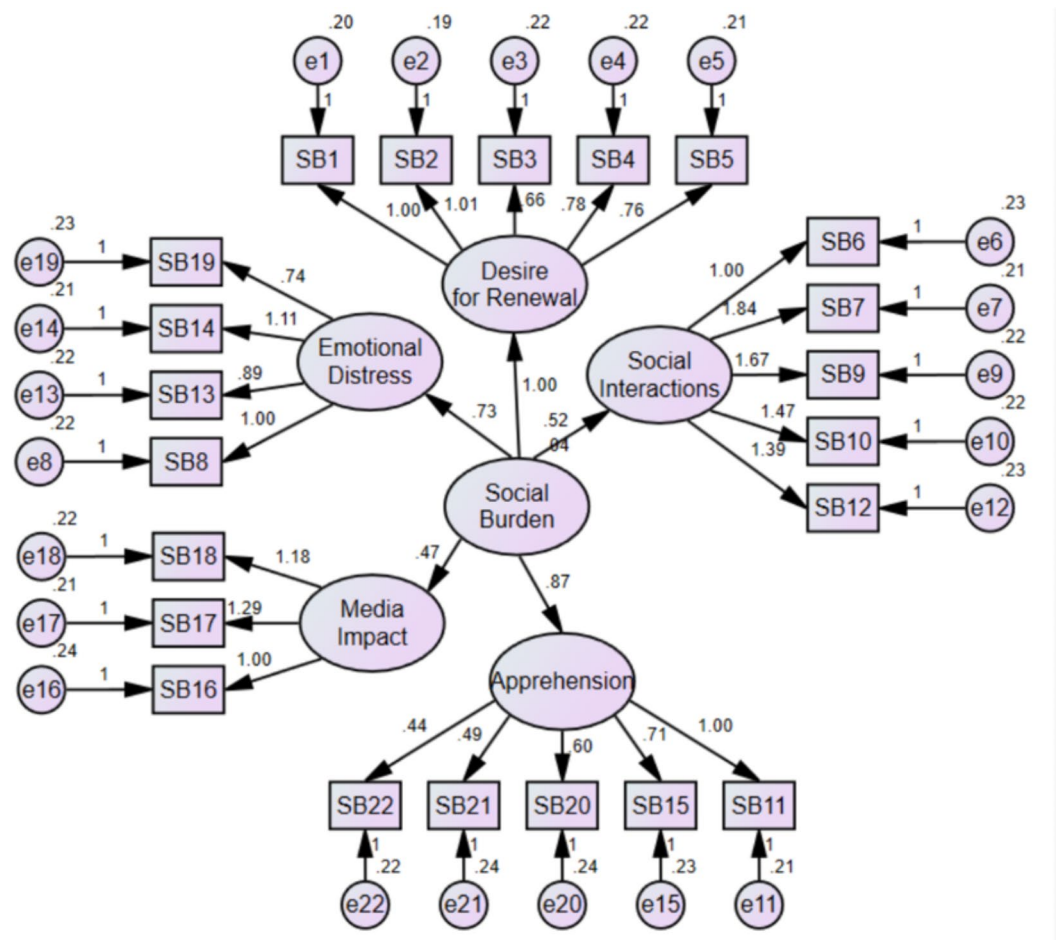 .20 .19 .22 .22 .21
e1 e2 e3 e4 e5
1 1 1 1 1
SB1 SB2 SB3 SB4 SB5
1.00 1.01 .66 .78 .76
Desire
for Renewal
.23
e19 1 SB19
.21
e14 1 SB14
.22
e13 1 SB13
.22
e8 1 SB8
.74
1.11
.89
1.00
Emotional
Distress
.23
SB6 1 e6
.21
SB7 1 e7
.22
SB9 1 e9
.22
SB10 1 e10
.23
SB12 1 e12
1.00
1.84
1.67
1.47
1.39
Social
Interactions
1.00
.73
.52
.04
Social
Burden
.47
.87
.22
e18 1 SB18
.21
e17 1 SB17
.24
e16 1 SB16
1.18
1.29
1.00
Media
Impact
Apprehension
.44 .49 .60 .71 1.00
SB22 SB21 SB20 SB15 SB11
1 1 1 1 1
.22 .24 .24 .23 .21
e22 e21 e20 e15 e11